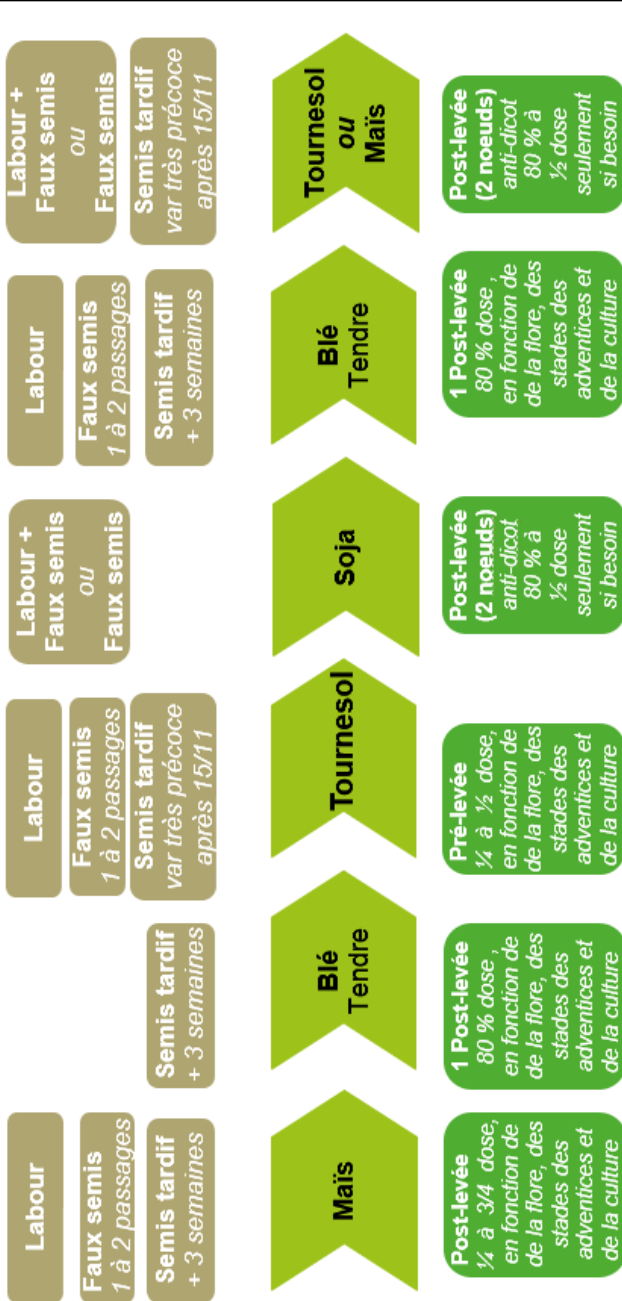 Labour
Faux semis
1 à 2 passages
Semis tardif
+ 3 semaines
Semis tardif
+ 3 semaines
Labour
Faux semis
1 à 2 passages
Semis tardif
var très précoce
après 15/11
Labour +
Faux semis
ou
Faux semis
Labour
Faux semis
1 à 2 passages
Semis tardif
+ 3 semaines
Labour +
Faux semis
ou
Faux semis
Semis tardif
var très précoce
après 15/11
Maïs
Blé
Tendre
Tournesol
Soja
Blé
Tendre
Tournesol
ou
Maïs
Post-levée
¼ à 3/4 dose,
en fonction de
de la flore, des
stades des
adventices et
de la culture
1 Post-levée
80 % dose ,
en fonction de
de la flore, des
stades des
adventices et
de la culture
Pré-levée
¼ à ½ dose,
en fonction de
de la flore, des
stades des
adventices et
de la culture
Post-levée
(2 noeuds)
anti-dicot
80 % à
½ dose
seulement
si besoin
1 Post-levée
80 % dose ,
en fonction de
de la flore, des
stades des
adventices et
de la culture
Post-levée
(2 noeuds)
anti-dicot
80 % à
½ dose
seulement
si besoin